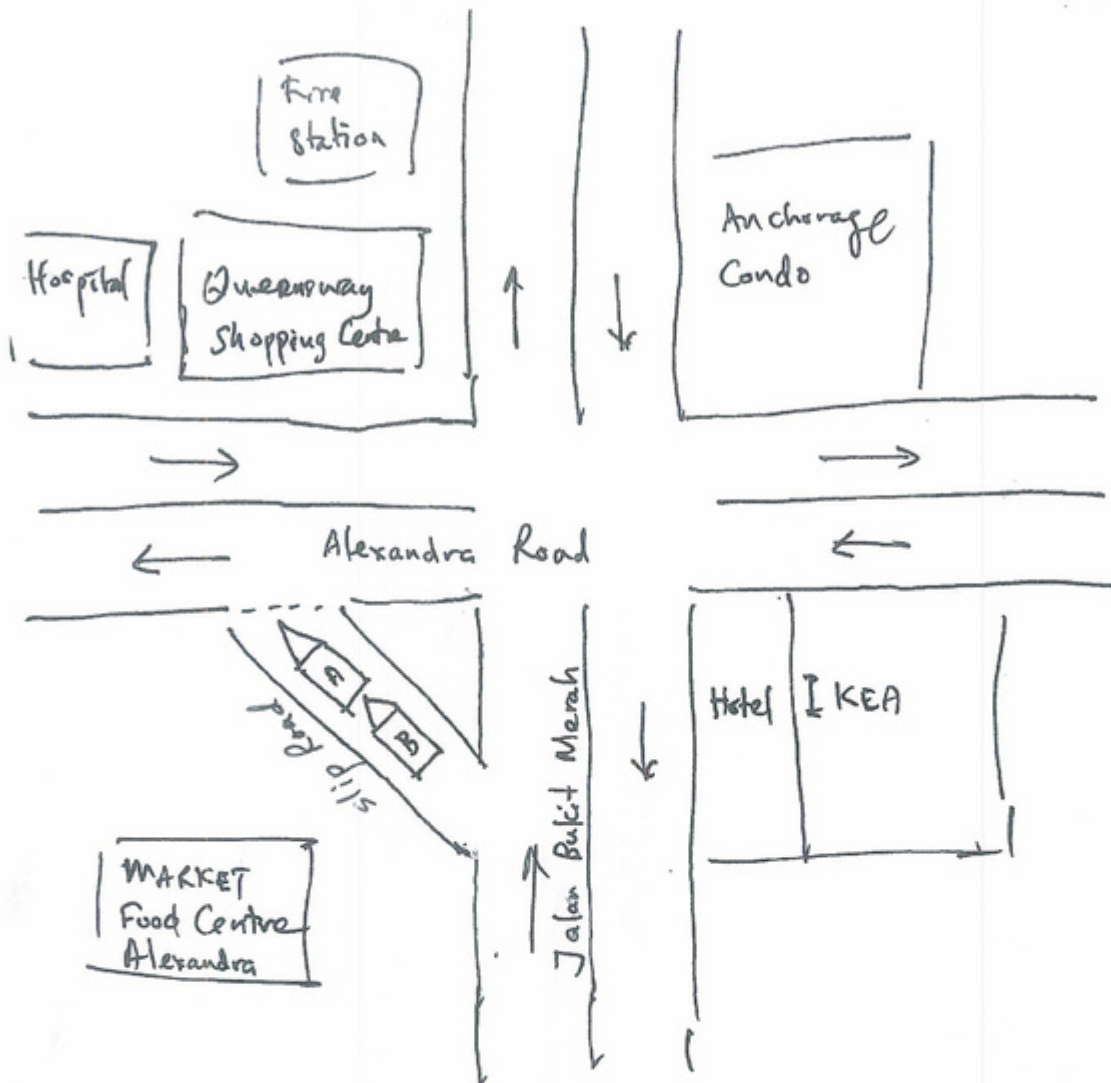 Fire
Station
Hospital
Queensway
Shopping Centre
Anchorage
Condo
Alexandra Road
A
B
Slip Road
Jalan Bukit Merah
Hotel
IKEA
MARKET
Food Centre
Alexandra